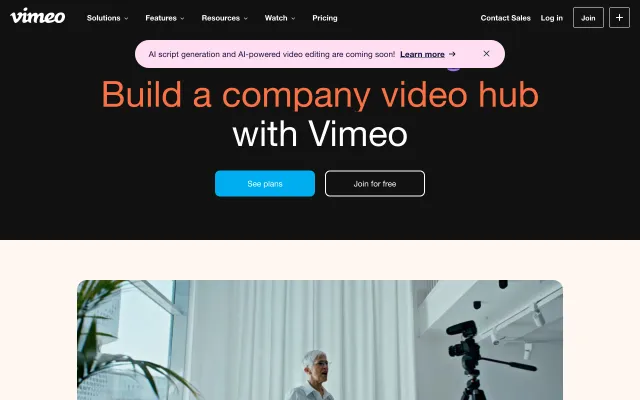 vimeo
Solutions Features Resources Watch Pricing Contact Sales Log in Join +
AI script generation and AI-powered video editing are coming soon! Learn more →
Build a company video hub
with Vimeo
See plans Join for free